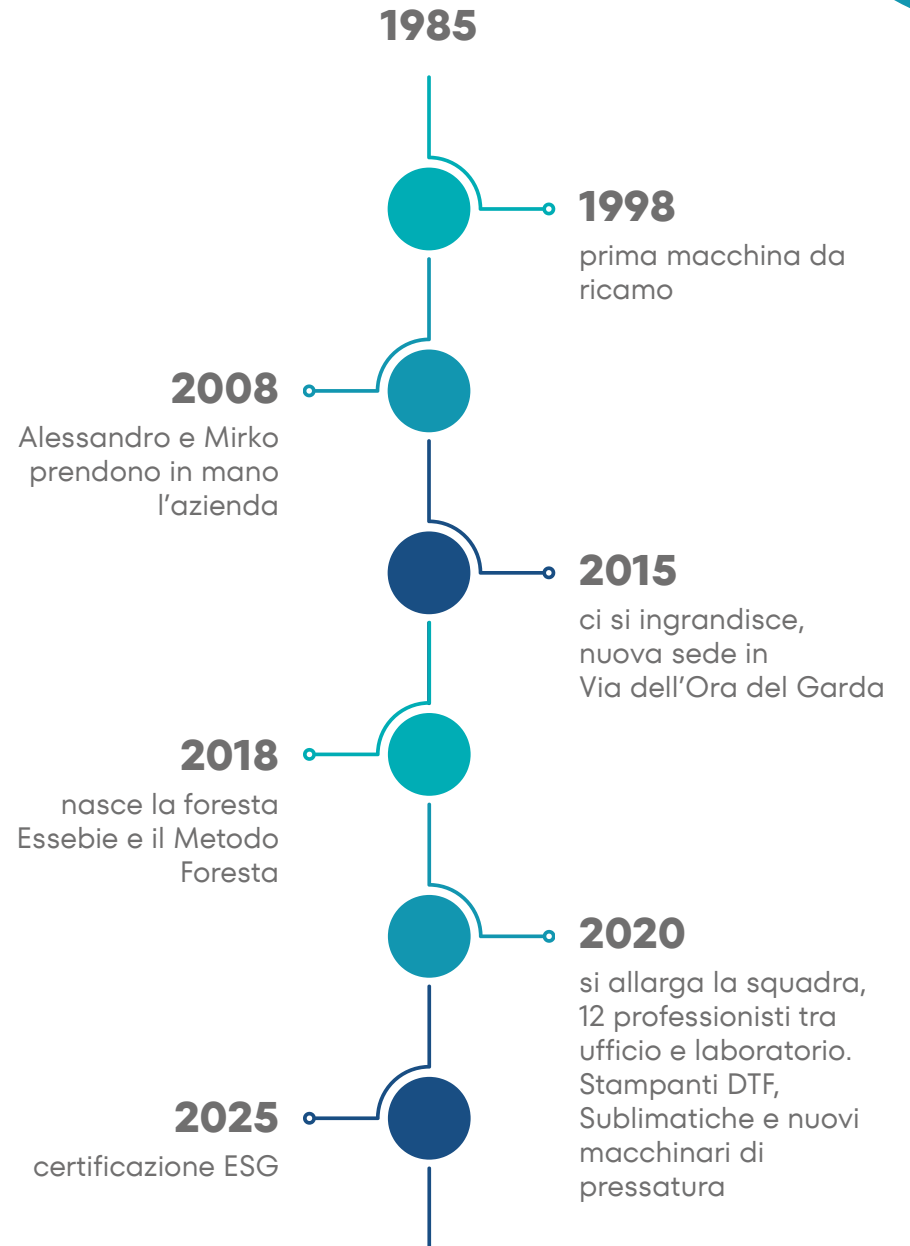 1985
1998
prima macchina da
ricamo
2008
Alessandro e Mirko
prendono in mano
l'azienda
2015
ci si ingrandisce,
nuova sede in
Via dell'Ora del Garda
2018
nasce la foresta
Essebie e il Metodo
Foresta
2020
si allarga la squadra,
12 professionisti tra
ufficio e laboratorio.
Stampanti DTF,
Sublimatiche e nuovi
macchinari di
pressatura
2025
certificazione ESG